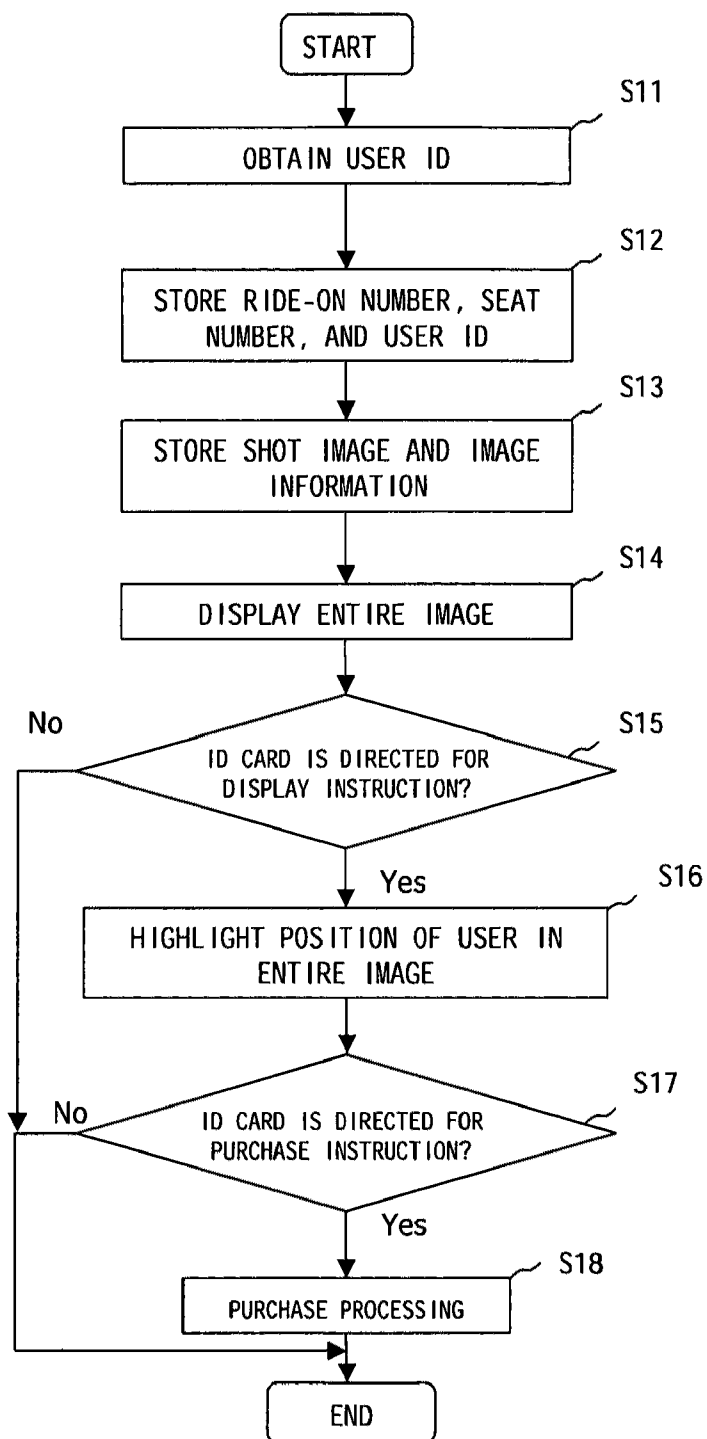 START
S11
OBTAIN USER ID
S12
STORE RIDE-ON NUMBER, SEAT
NUMBER, AND USER ID
S13
STORE SHOT IMAGE AND IMAGE
INFORMATION
S14
DISPLAY ENTIRE IMAGE
No
S15
ID CARD IS DIRECTED FOR
DISPLAY INSTRUCTION?
Yes
S16
HIGHLIGHT POSITION OF USER IN
ENTIRE IMAGE
S17
No
ID CARD IS DIRECTED FOR
PURCHASE INSTRUCTION?
Yes
S18
PURCHASE PROCESSING
END